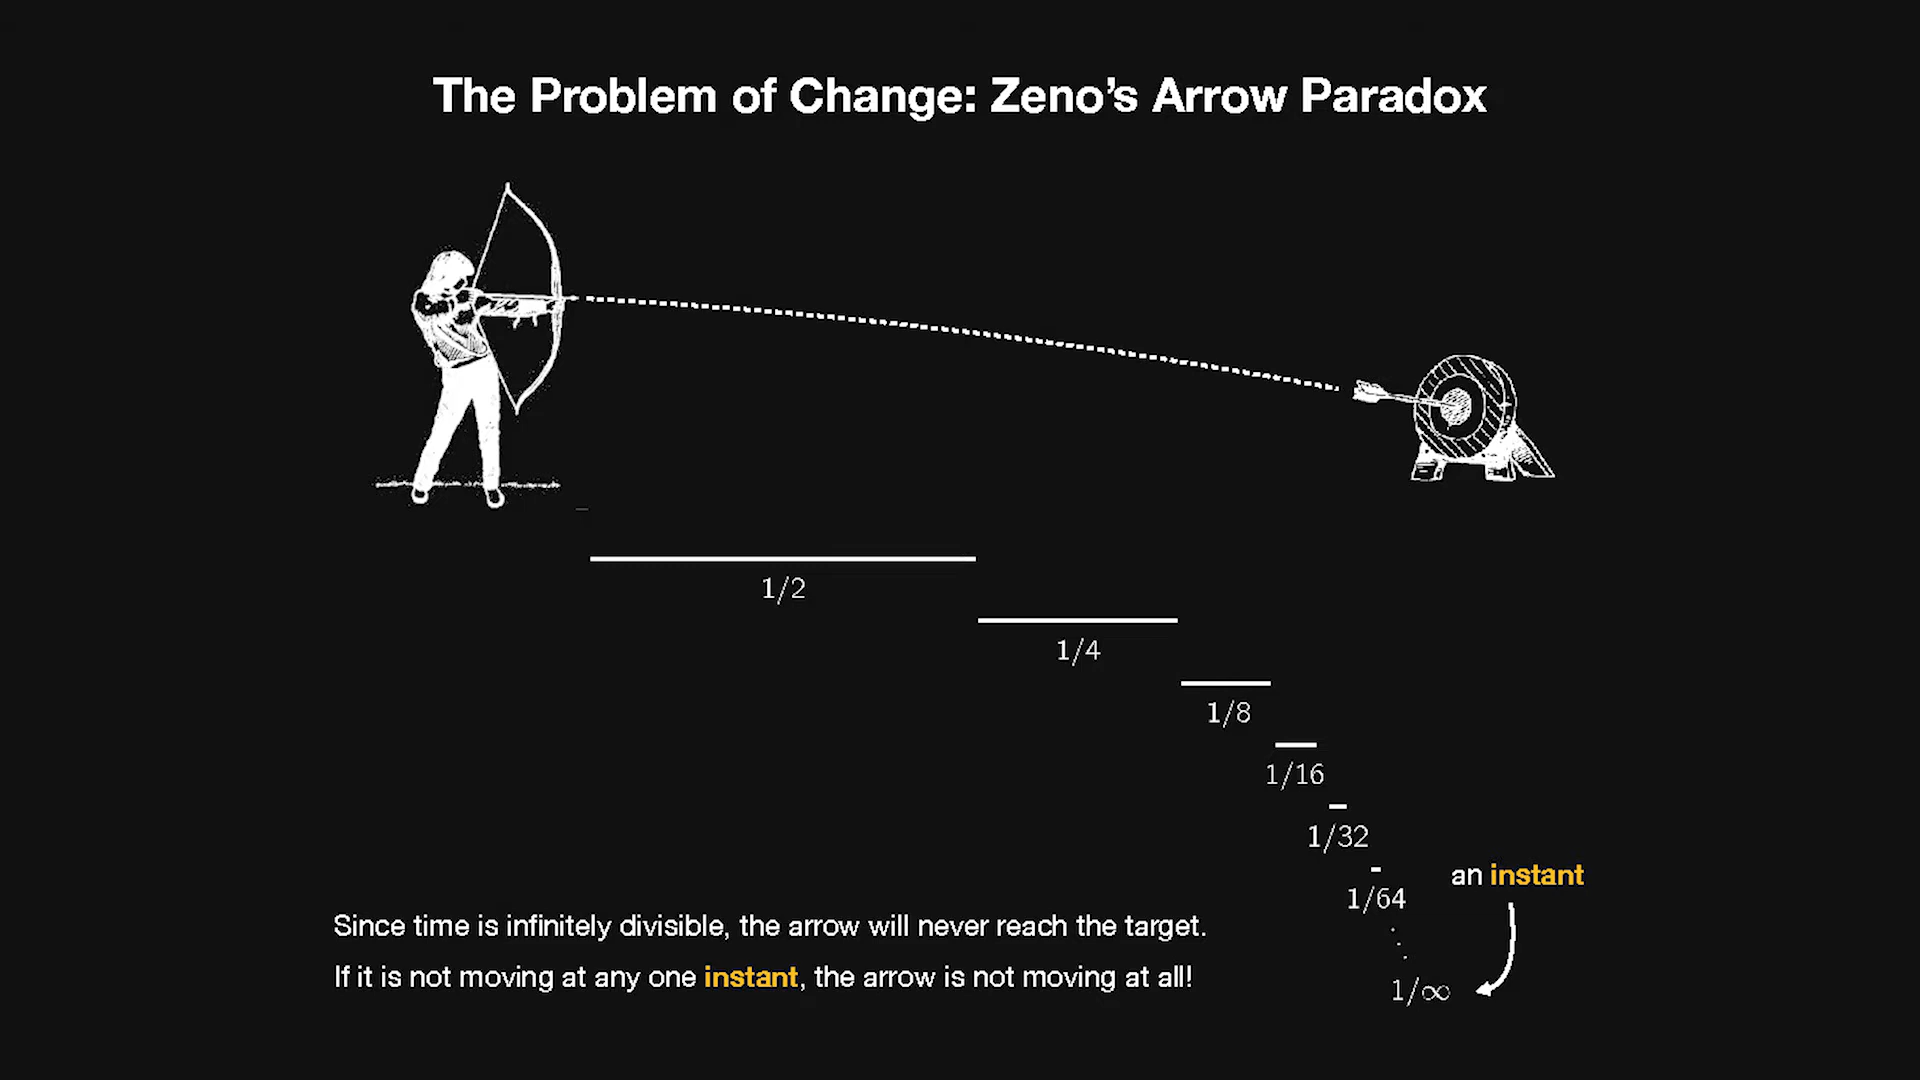 The Problem of Change: Zeno's Arrow Paradox
1/2
1/4
1/8
1/16
1/32
an instant
1/64
Since time is infinitely divisible, the arrow will never reach the target.
If it is not moving at any one instant, the arrow is not moving at all!
1/∞